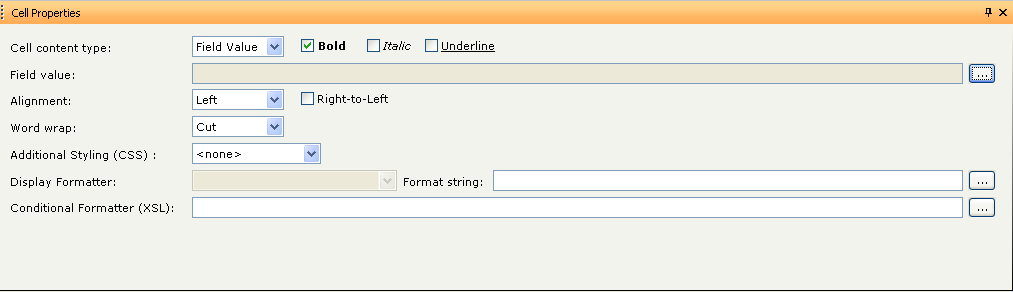 Cell Properties
Cell content type: Field Value Bold Italic Underline
Field value: ...
Alignment: Left Right-to-Left
Word wrap: Cut
Additional Styling (CSS) : <none>
Display Formatter: Format string: ...
Conditional Formatter (XSL): ...